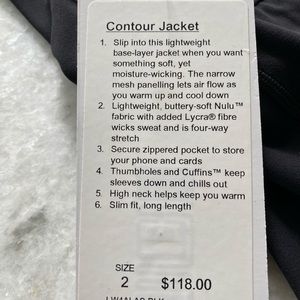 Contour Jacket
1. Slip into this lightweight
base-layer jacket when you want
something soft, yet
moisture-wicking. The narrow
mesh panelling lets air flow as
you warm up and cool down
2. Lightweight, buttery-soft Nulu™
fabric with added Lycra® fibre
wicks sweat and is four-way
stretch
3. Secure zippered pocket to store
your phone and cards
4. Thumbholes and Cuffins™ keep
sleeves down and chills out
5. High neck helps keep you warm
6. Slim fit, long length
SIZE
2 $118.00